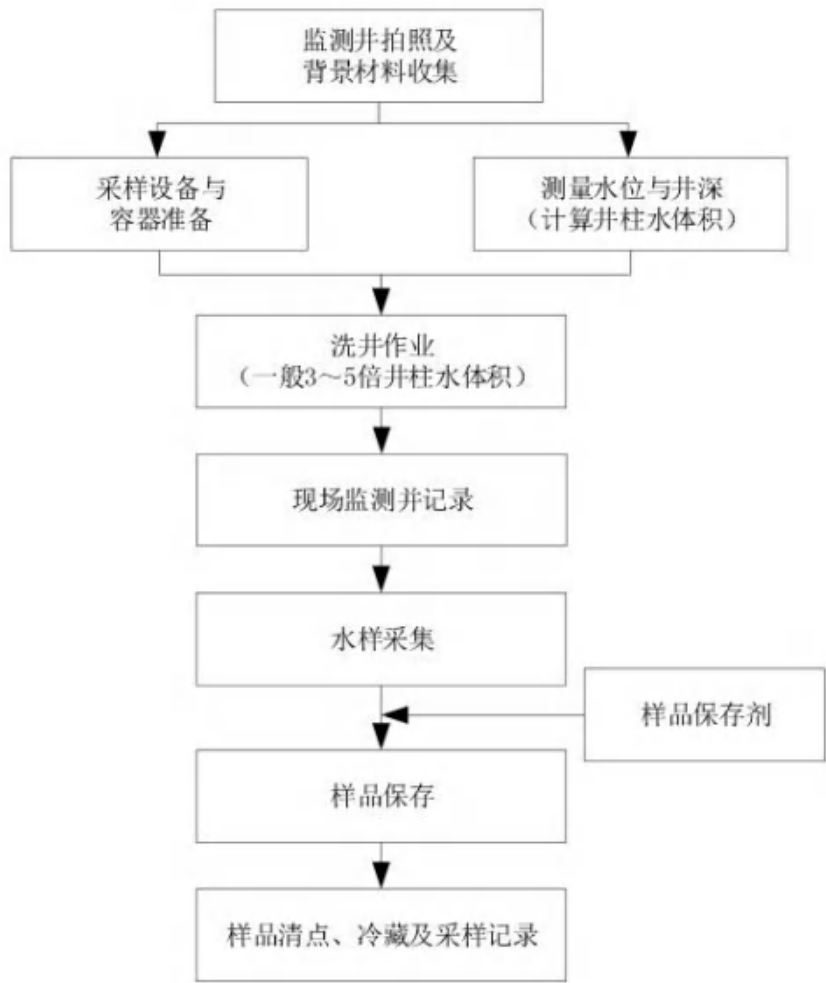 监测井拍照及
背景材料收集
采样设备与
容器准备
测量水位与井深
（计算井柱水体积）
洗井作业
（一般3～5倍井柱水体积）
现场监测并记录
水样采集
样品保存剂
样品保存
样品清点、冷藏及采样记录